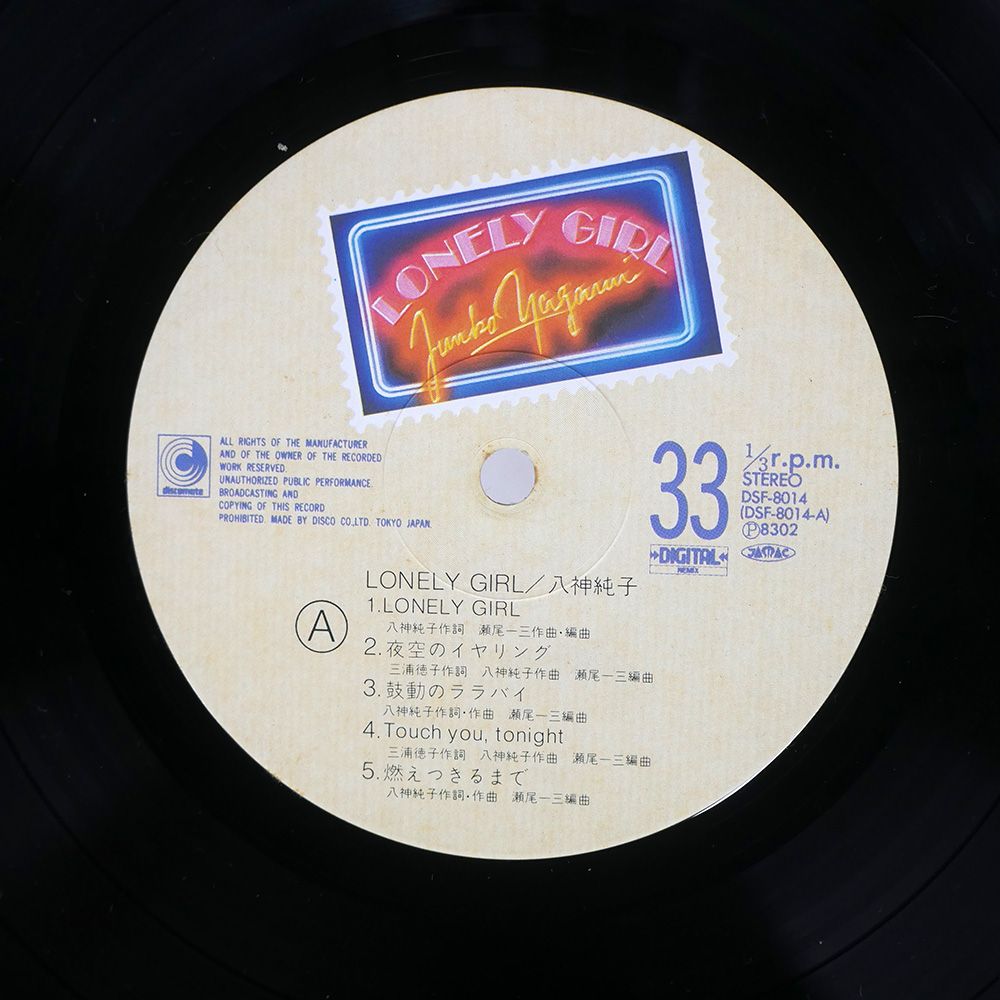 LONELY GIRL
Junko Yagami
discomate
ALL RIGHTS OF THE MANUFACTURER
AND OF THE OWNER OF THE RECORDED
WORK RESERVED.
UNAUTHORIZED PUBLIC PERFORMANCE.
BROADCASTING AND
COPYING OF THIS RECORD
PROHIBITED. MADE BY DISCO CO.,LTD. TOKYO JAPAN.
33 1/3 r.p.m.
STEREO
DSF-8014
(DSF-8014-A)
Ⓟ8302
DIGITAL
REMIX
JASRAC
LONELY GIRL/八神純子
A
1.LONELY GIRL
八神純子作詞 瀬尾一三作曲・編曲
2.夜空のイヤリング
三浦徳子作詞 八神純子作曲 瀬尾一三編曲
3.鼓動のララバイ
八神純子作詞・作曲 瀬尾一三編曲
4.Touch you, tonight
三浦徳子作詞 八神純子作曲 瀬尾一三編曲
5.燃えつきるまで
八神純子作詞・作曲 瀬尾一三編曲